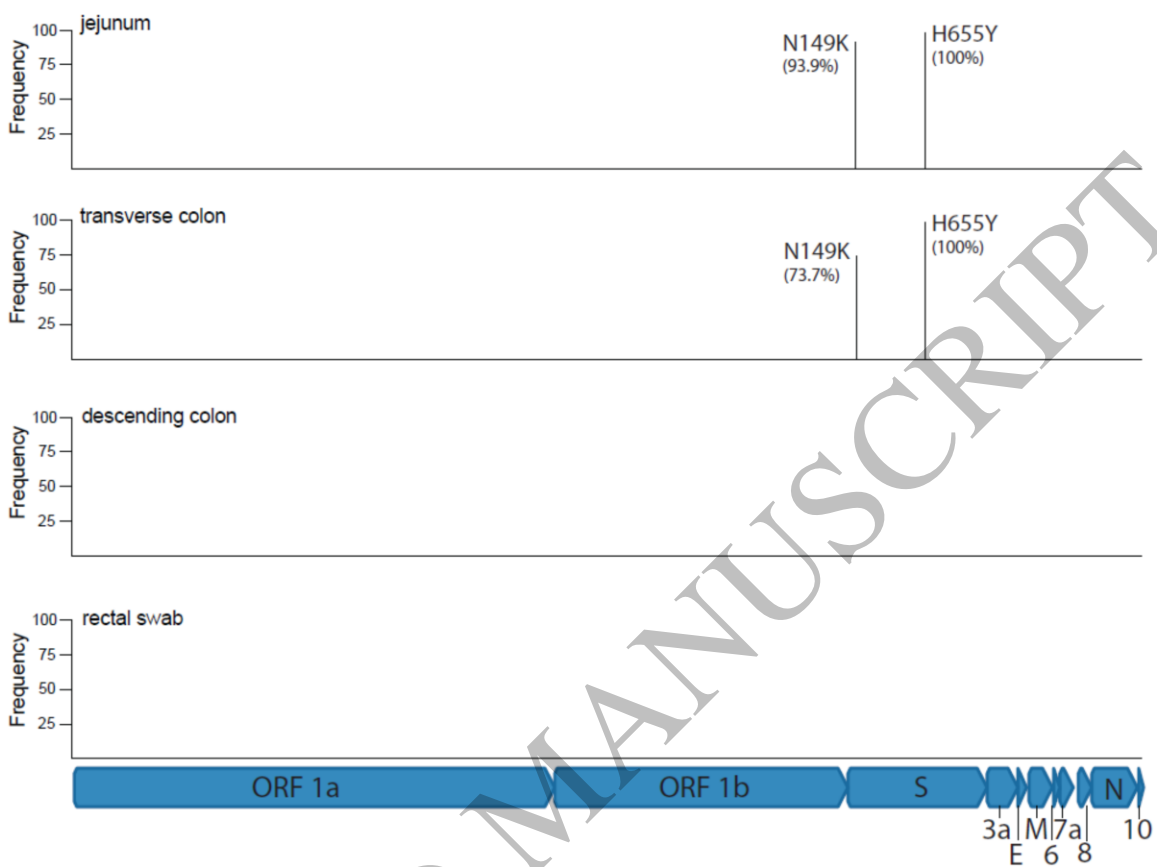 jejunum
Frequency
100
75
50
25
N149K
(93.9%)
H655Y
(100%)
transverse colon
Frequency
100
75
50
25
N149K
(73.7%)
H655Y
(100%)
descending colon
Frequency
100
75
50
25
rectal swab
Frequency
100
75
50
25
ORF 1a
ORF 1b
S
N
3a
M
7a
10
E
6
8
MANUSCRIPT